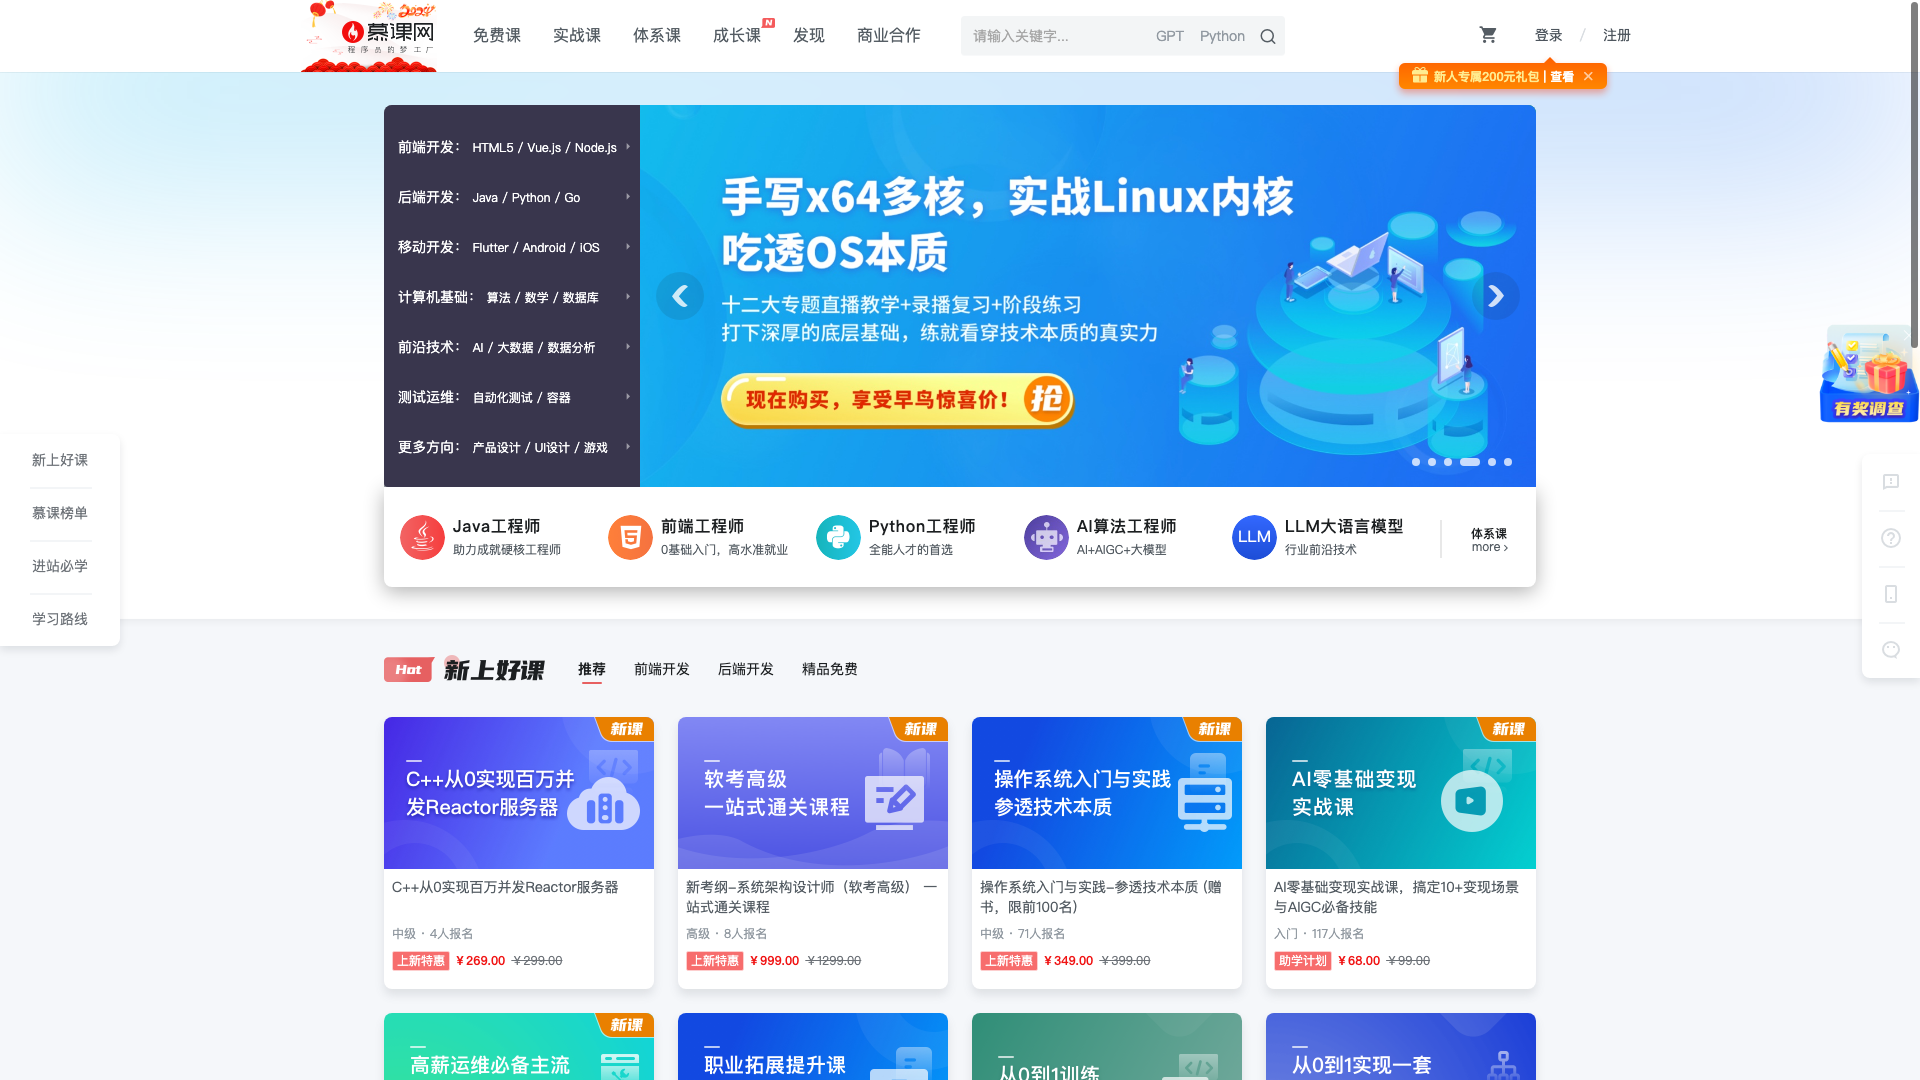 慕课网
程序员的梦工厂
免费课
实战课
体系课
成长课
N
发现
商业合作
请输入关键字...
GPT
Python
登录
/
注册
新人专属200元礼包 | 查看
前端开发： HTML5 / Vue.js / Node.js
后端开发： Java / Python / Go
移动开发： Flutter / Android / iOS
计算机基础： 算法 / 数学 / 数据库
前沿技术： AI / 大数据 / 数据分析
测试运维： 自动化测试 / 容器
更多方向： 产品设计 / UI设计 / 游戏
手写x64多核，实战Linux内核
吃透OS本质
十二大专题直播教学+录播复习+阶段练习
打下深厚的底层基础，练就看穿技术本质的真实力
现在购买，享受早鸟惊喜价！ 抢
Java工程师
助力成就硬核工程师
前端工程师
0基础入门，高水准就业
Python工程师
全能人才的首选
AI算法工程师
AI+AIGC+大模型
LLM
LLM大语言模型
行业前沿技术
体系课
more ›
有奖调查
新上好课
慕课榜单
进站必学
学习路线
Hot
新上好课
推荐
前端开发
后端开发
精品免费
新课
C++从0实现百万并
发Reactor服务器
C++从0实现百万并发Reactor服务器
中级 · 4人报名
上新特惠 ￥269.00 ￥299.00
新课
软考高级
一站式通关课程
新考纲-系统架构设计师（软考高级） 一
站式通关课程
高级 · 8人报名
上新特惠 ￥999.00 ￥1299.00
新课
操作系统入门与实践
参透技术本质
操作系统入门与实践-参透技术本质 (赠
书，限前100名)
中级 · 71人报名
上新特惠 ￥349.00 ￥399.00
新课
AI零基础变现
实战课
AI零基础变现实战课，搞定10+变现场景
与AIGC必备技能
入门 · 117人报名
助学计划 ￥68.00 ￥99.00
新课
高薪运维必备主流
职业拓展提升课
从0到1训练
从0到1实现一套